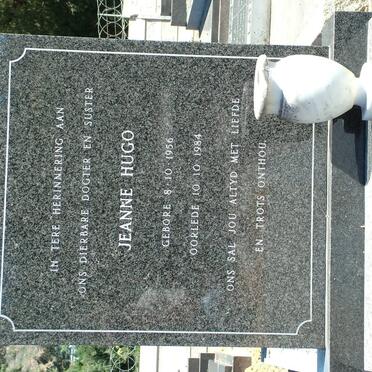 IN TERE HERINNERING AAN
ONS DIERBARE DOGTER EN SUSTER
JEANNE HUGO
GEBORE 8·10·1956
OORLEDE 10·10·1984
ONS SAL JOU ALTYD MET LIEFDE
EN TROTS ONTHOU.